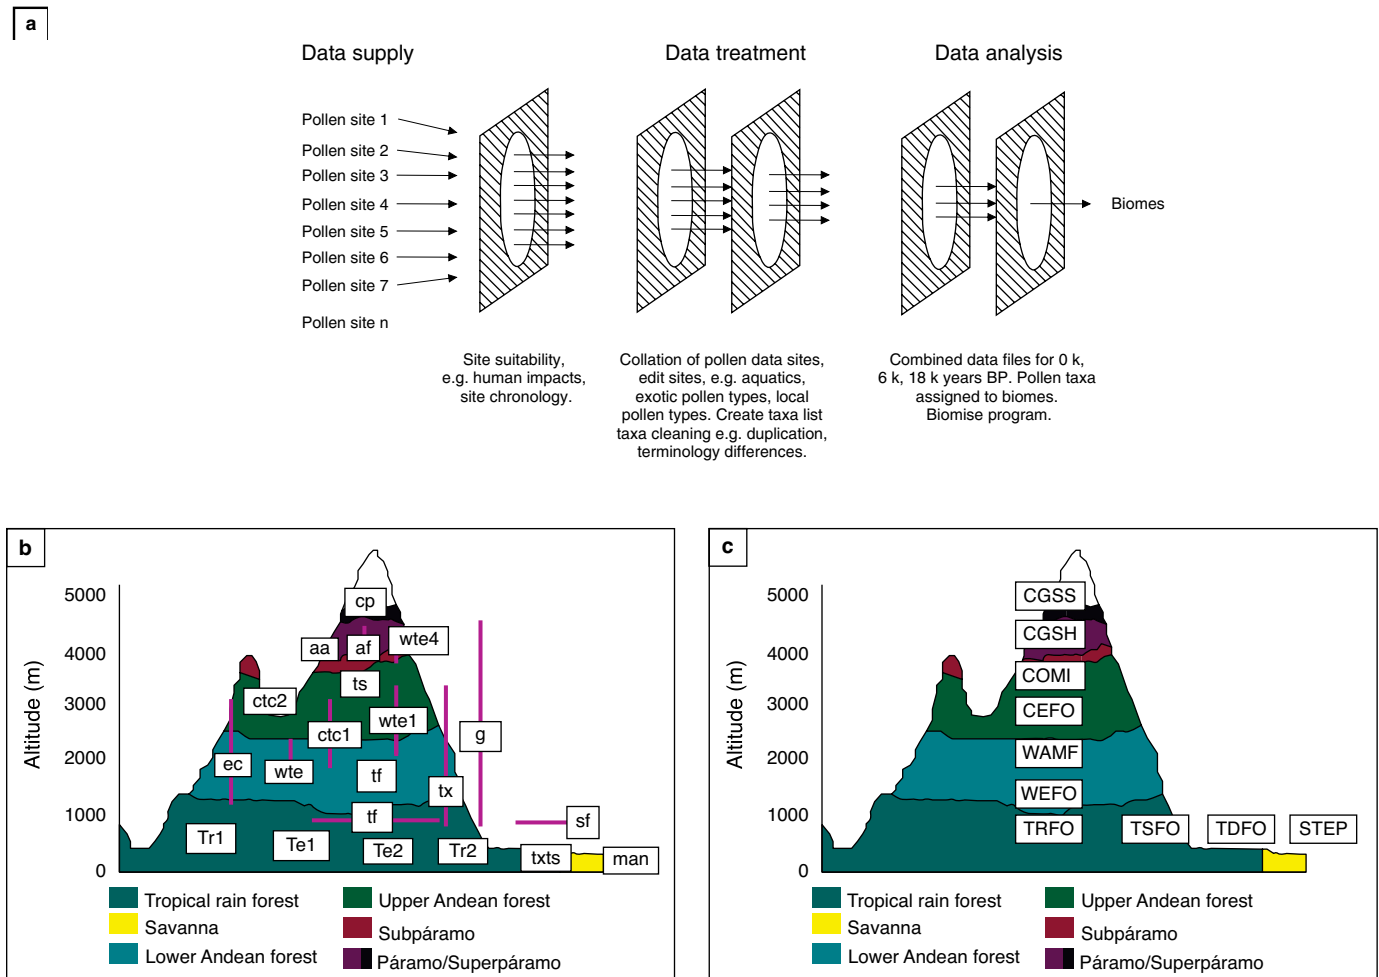 a
Data supply
Data treatment
Data analysis
Pollen site 1
Pollen site 2
Pollen site 3
Pollen site 4
Pollen site 5
Pollen site 6
Pollen site 7
Pollen site n
Biomes
Site suitability,
e.g. human impacts,
site chronology.
Collation of pollen data sites,
edit sites, e.g. aquatics,
exotic pollen types, local
pollen types. Create taxa list
taxa cleaning e.g. duplication,
terminology differences.
Combined data files for 0 k,
6 k, 18 k years BP. Pollen taxa
assigned to biomes.
Biomise program.
b
Altitude (m)
5000
4000
3000
2000
1000
0
cp
aa
af
wte4
ts
ctc2
ctc1
wte1
g
ec
wte
tf
tx
tf
sf
Tr1
Te1
Te2
Tr2
txts
man
Tropical rain forest
Savanna
Lower Andean forest
Upper Andean forest
Subpáramo
Páramo/Superpáramo
c
Altitude (m)
5000
4000
3000
2000
1000
0
CGSS
CGSH
COMI
CEFO
WAMF
WEFO
TRFO
TSFO
TDFO
STEP
Tropical rain forest
Savanna
Lower Andean forest
Upper Andean forest
Subpáramo
Páramo/Superpáramo